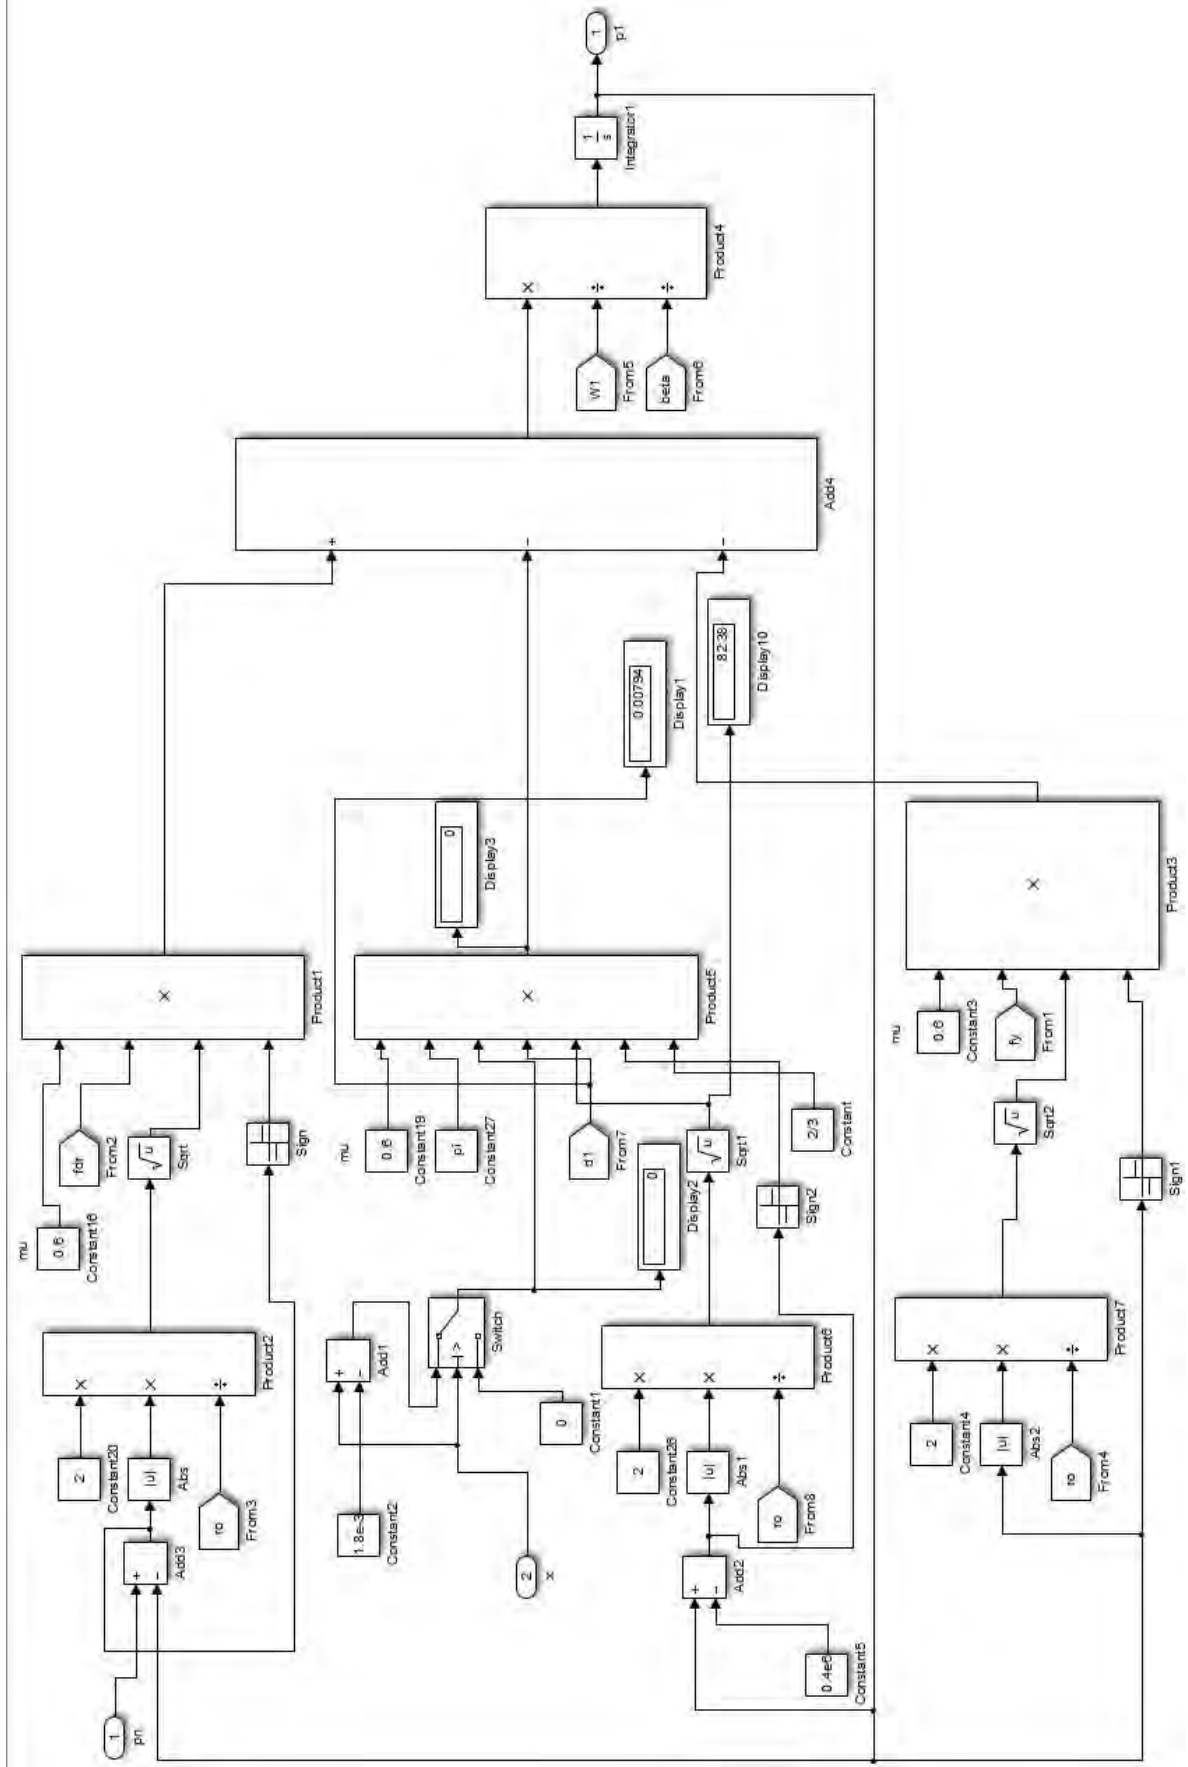 1
pn
+
−
Add3
2
Constant20
|u|
Abs
ro
From3
×
×
÷
Product2
mu
0.6
Constant16
fdr
From2
√u
Sqrt
Sign
×
Product1
1.8e-3
Constant2
2
x
+
−
Add1
0
Constant1
>
Switch
0
Display2
mu
0.6
Constant19
pi
Constant27
d1
From7
2/3
Constant
×
Product5
0
Display3
0.00794
Display1
82.38
Display10
0.4e6
Constant5
+
−
Add2
2
Constant26
|u|
Abs1
ro
From8
×
×
÷
Product6
√u
Sqrt1
Sign2
2
Constant4
|u|
Abs2
ro
From4
×
×
÷
Product7
√u
Sqrt2
Sign1
mu
0.6
Constant3
fy
From1
×
Product3
+
−
−
Add4
W1
From5
beta
From6
×
÷
÷
Product4
1
s
Integrator1
1
p1